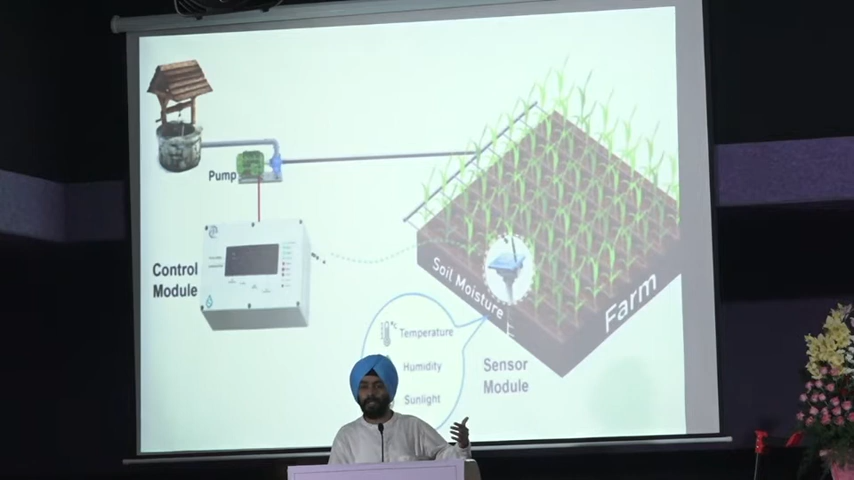 Pump
Control
Module
Soil Moisture
Farm
Temperature
Humidity
Sunlight
Sensor
Module